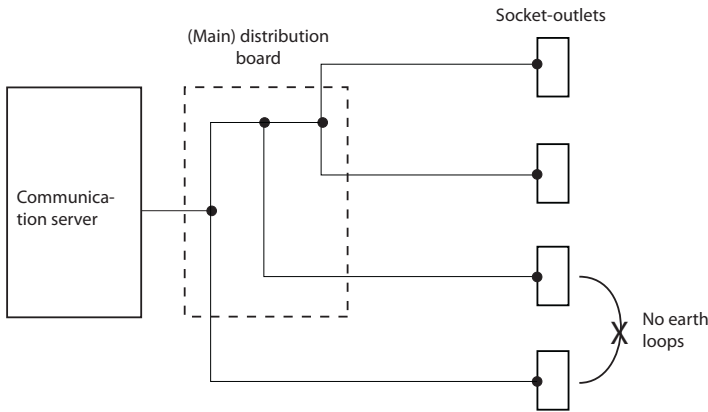 Socket-outlets
(Main) distribution
board
Communica-
tion server
X
No earth
loops